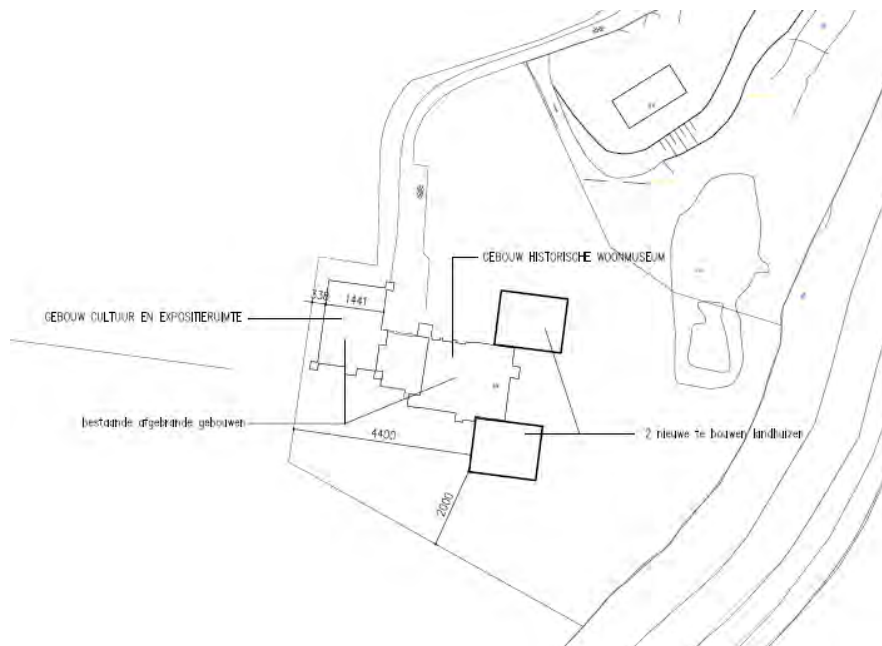 GEBOUW HISTORISCHE WOONMUSEUM
338
1441
GEBOUW CULTUUR EN EXPOSITIERUIMTE
bestaande afgebrande gebouwen
4400
2 nieuwe te bouwen landhuizen
2000